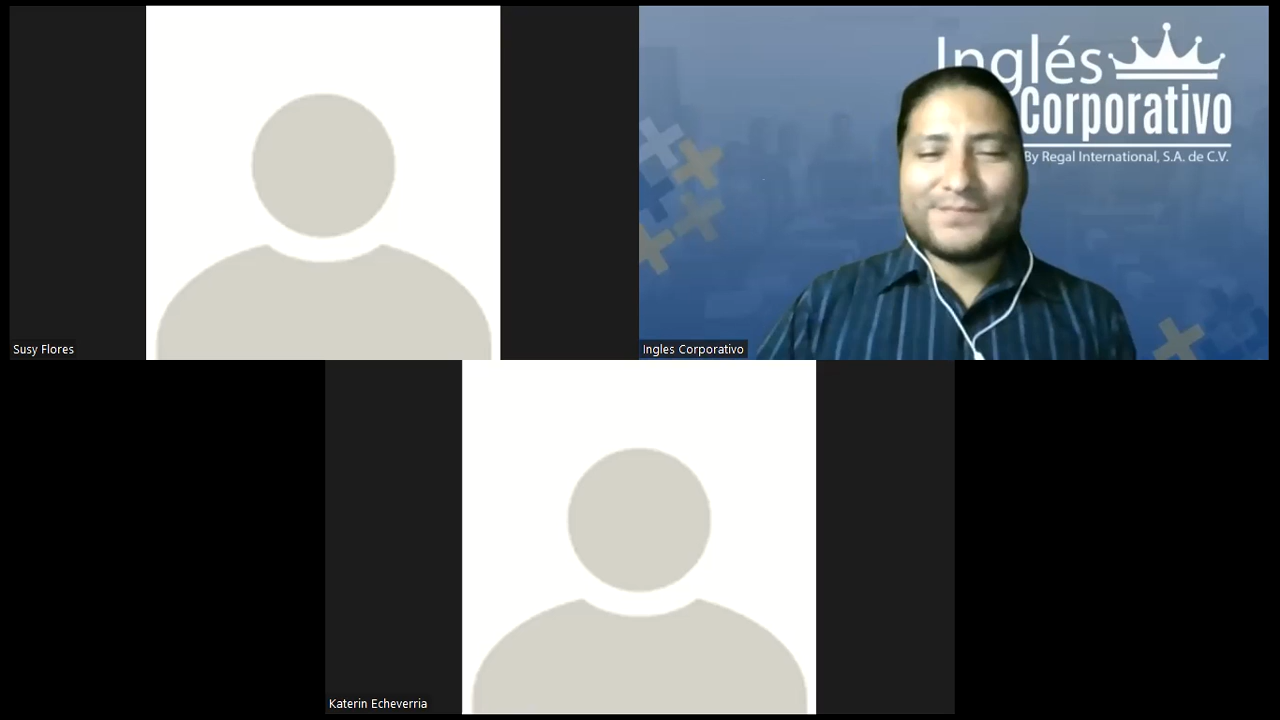 Inglés
Corporativo
By Regal International, S.A. de C.V.
Susy Flores
Ingles Corporativo
Katerin Echeverria